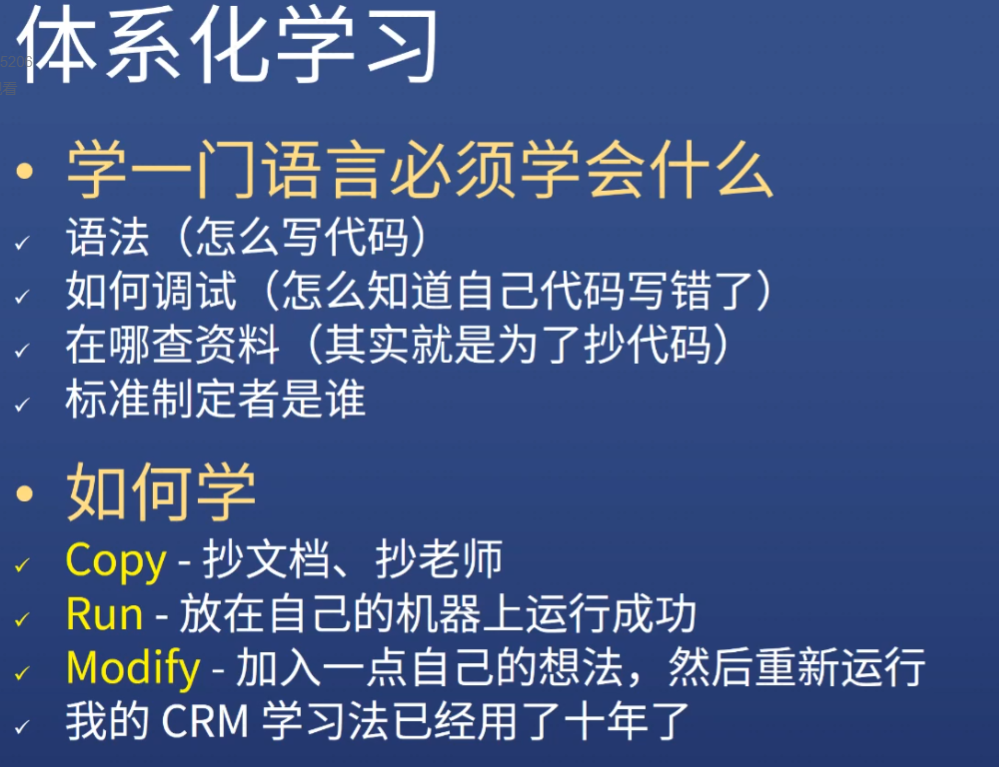 体系化学习
5206
看
• 学一门语言必须学会什么
✓ 语法（怎么写代码）
✓ 如何调试（怎么知道自己代码写错了）
✓ 在哪查资料（其实就是为了抄代码）
✓ 标准制定者是谁
• 如何学
✓ Copy - 抄文档、抄老师
✓ Run - 放在自己的机器上运行成功
✓ Modify - 加入一点自己的想法，然后重新运行
✓ 我的 CRM 学习法已经用了十年了